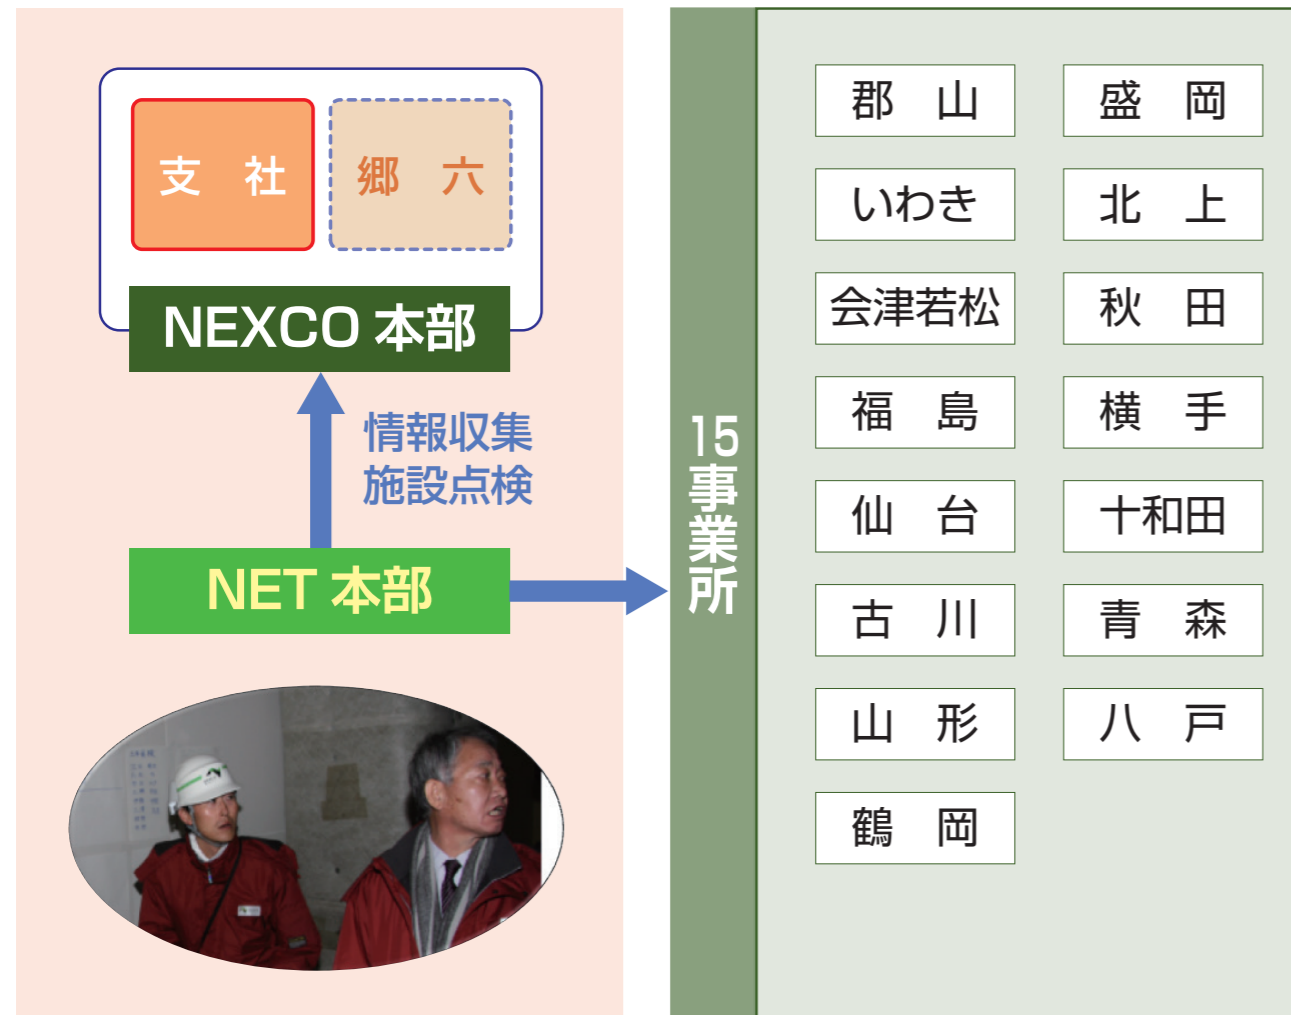 支　社
郷　六
NEXCO 本部
情報収集
施設点検
NET 本部
15事業所
郡　山
盛　岡
いわき
北　上
会津若松
秋　田
福　島
横　手
仙　台
十和田
古　川
青　森
山　形
八　戸
鶴　岡